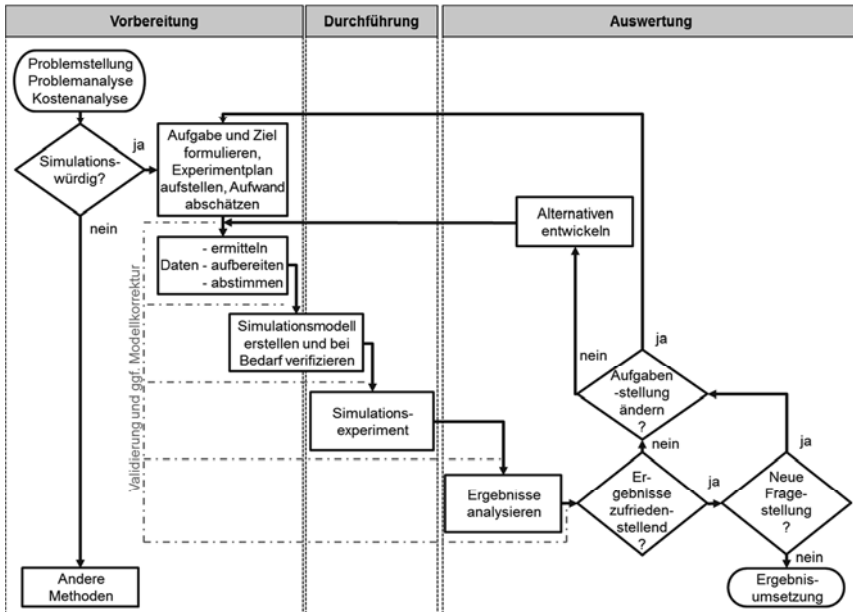 Vorbereitung
Durchführung
Auswertung
Problemstellung
Problemanalyse
Kostenanalyse
Simulations-
würdig?
ja
nein
Aufgabe und Ziel
formulieren,
Experimentplan
aufstellen, Aufwand
abschätzen
- ermitteln
Daten - aufbereiten
- abstimmen
Validierung und ggf. Modellkorrektur
Simulationsmodell
erstellen und bei
Bedarf verifizieren
Simulations-
experiment
Ergebnisse
analysieren
Er-
gebnisse
zufrieden-
stellend
?
nein
ja
Aufgaben
-stellung
ändern
?
nein
ja
Alternativen
entwickeln
Neue
Frage-
stellung
?
ja
nein
Ergebnis-
umsetzung
Andere
Methoden